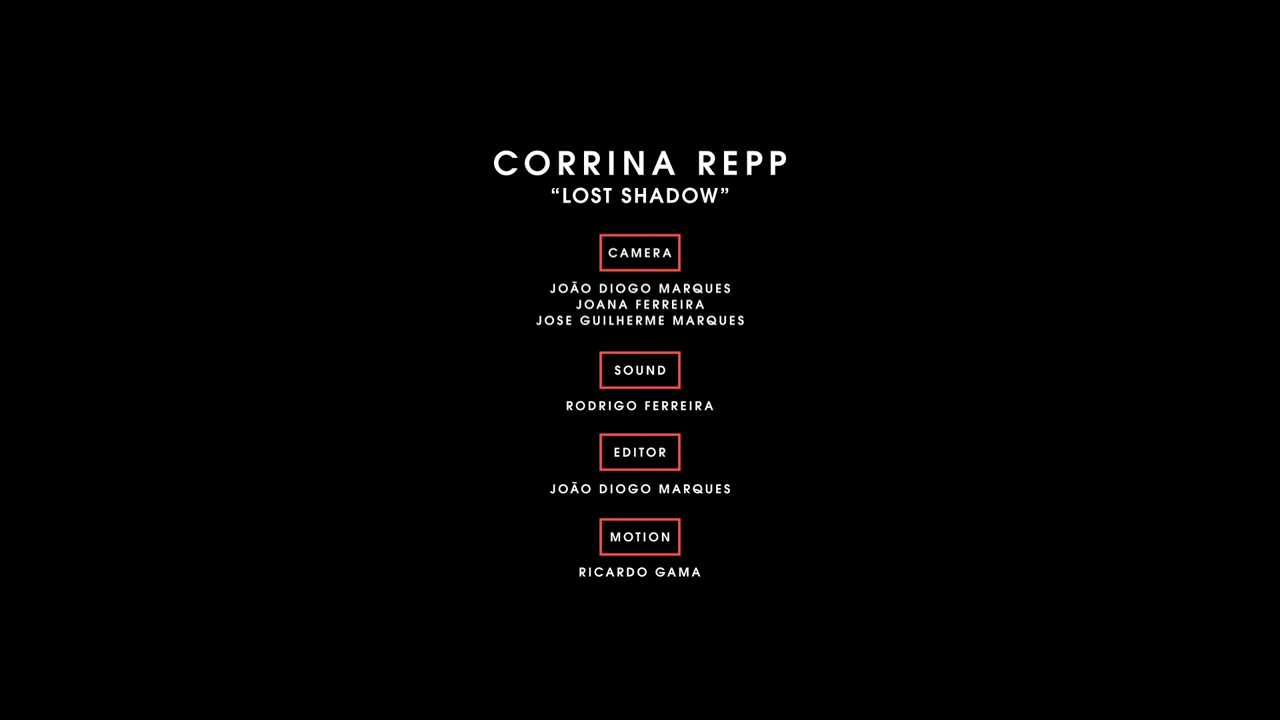 CORRINA REPP
“LOST SHADOW”
CAMERA
JOÃO DIOGO MARQUES
JOANA FERREIRA
JOSE GUILHERME MARQUES
SOUND
RODRIGO FERREIRA
EDITOR
JOÃO DIOGO MARQUES
MOTION
RICARDO GAMA